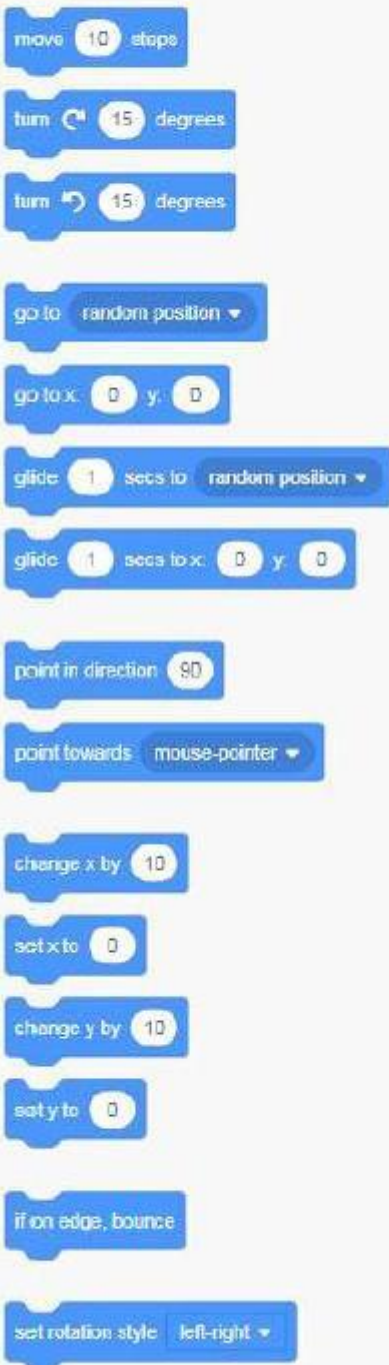 move 10 steps
turn 15 degrees
turn 15 degrees
go to random position
go to x: 0 y: 0
glide 1 secs to random position
glide 1 secs to x: 0 y: 0
point in direction 90
point towards mouse-pointer
change x by 10
set x to 0
change y by 10
set y to 0
if on edge, bounce
set rotation style left-right